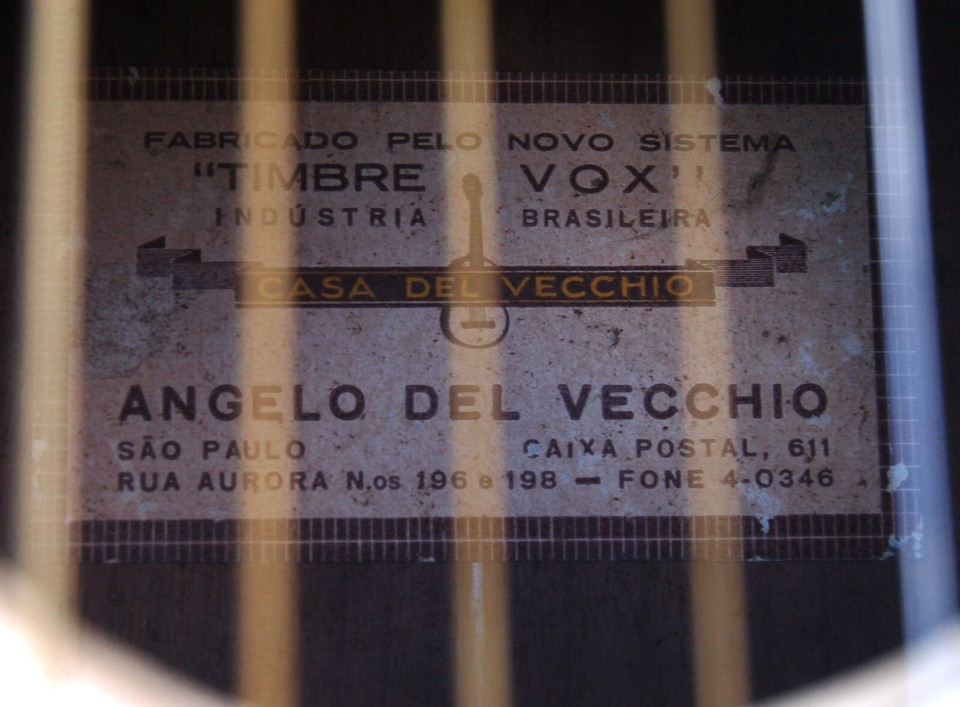 FABRICADO PELO NOVO SISTEMA
"TIMBRE VOX"
INDÚSTRIA BRASILEIRA
CASA DEL VECCHIO
ANGELO DEL VECCHIO
SÃO PAULO CAIXA POSTAL, 611
RUA AURORA N.os 196 e 198 — FONE 4-0346